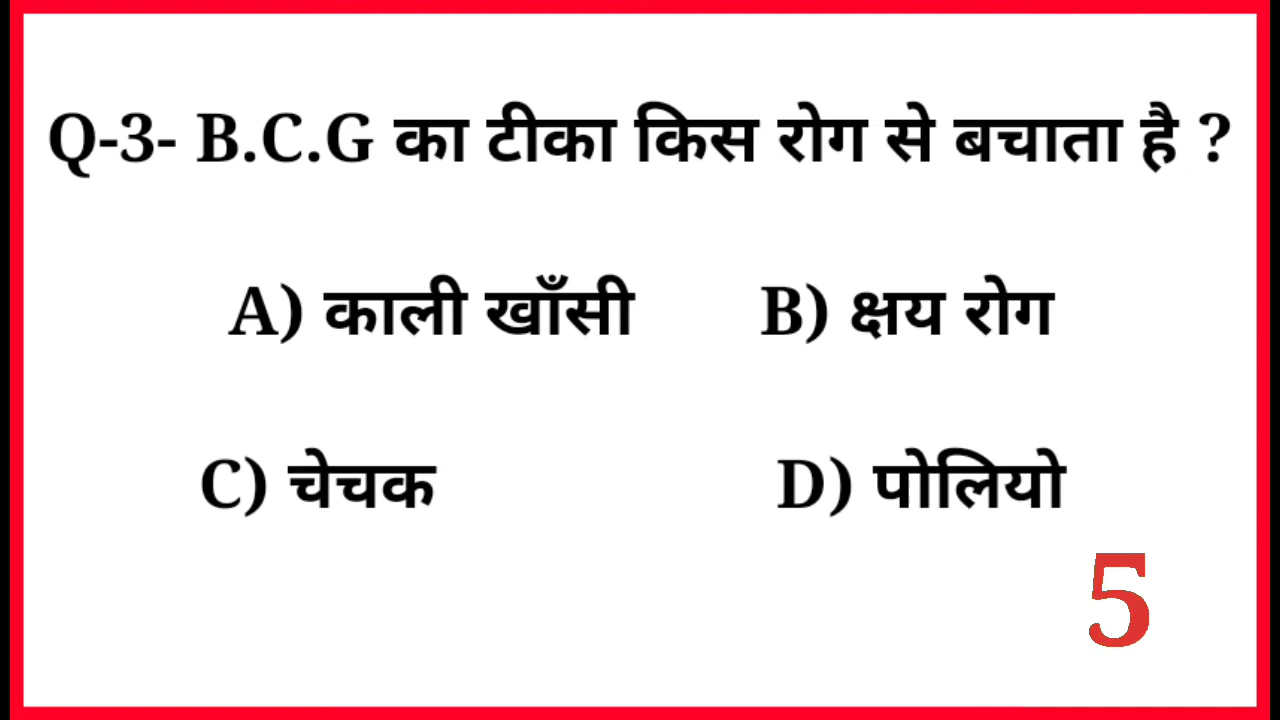 Q-3- B.C.G का टीका किस रोग से बचाता है ?
A) काली खाँसी B) क्षय रोग
C) चेचक D) पोलियो
5